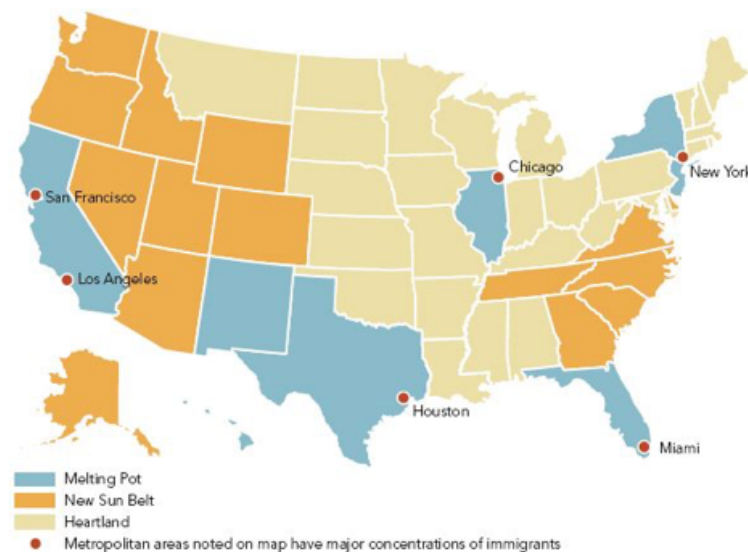 Chicago
New York
San Francisco
Los Angeles
Houston
Miami
Melting Pot
New Sun Belt
Heartland
Metropolitan areas noted on map have major concentrations of immigrants